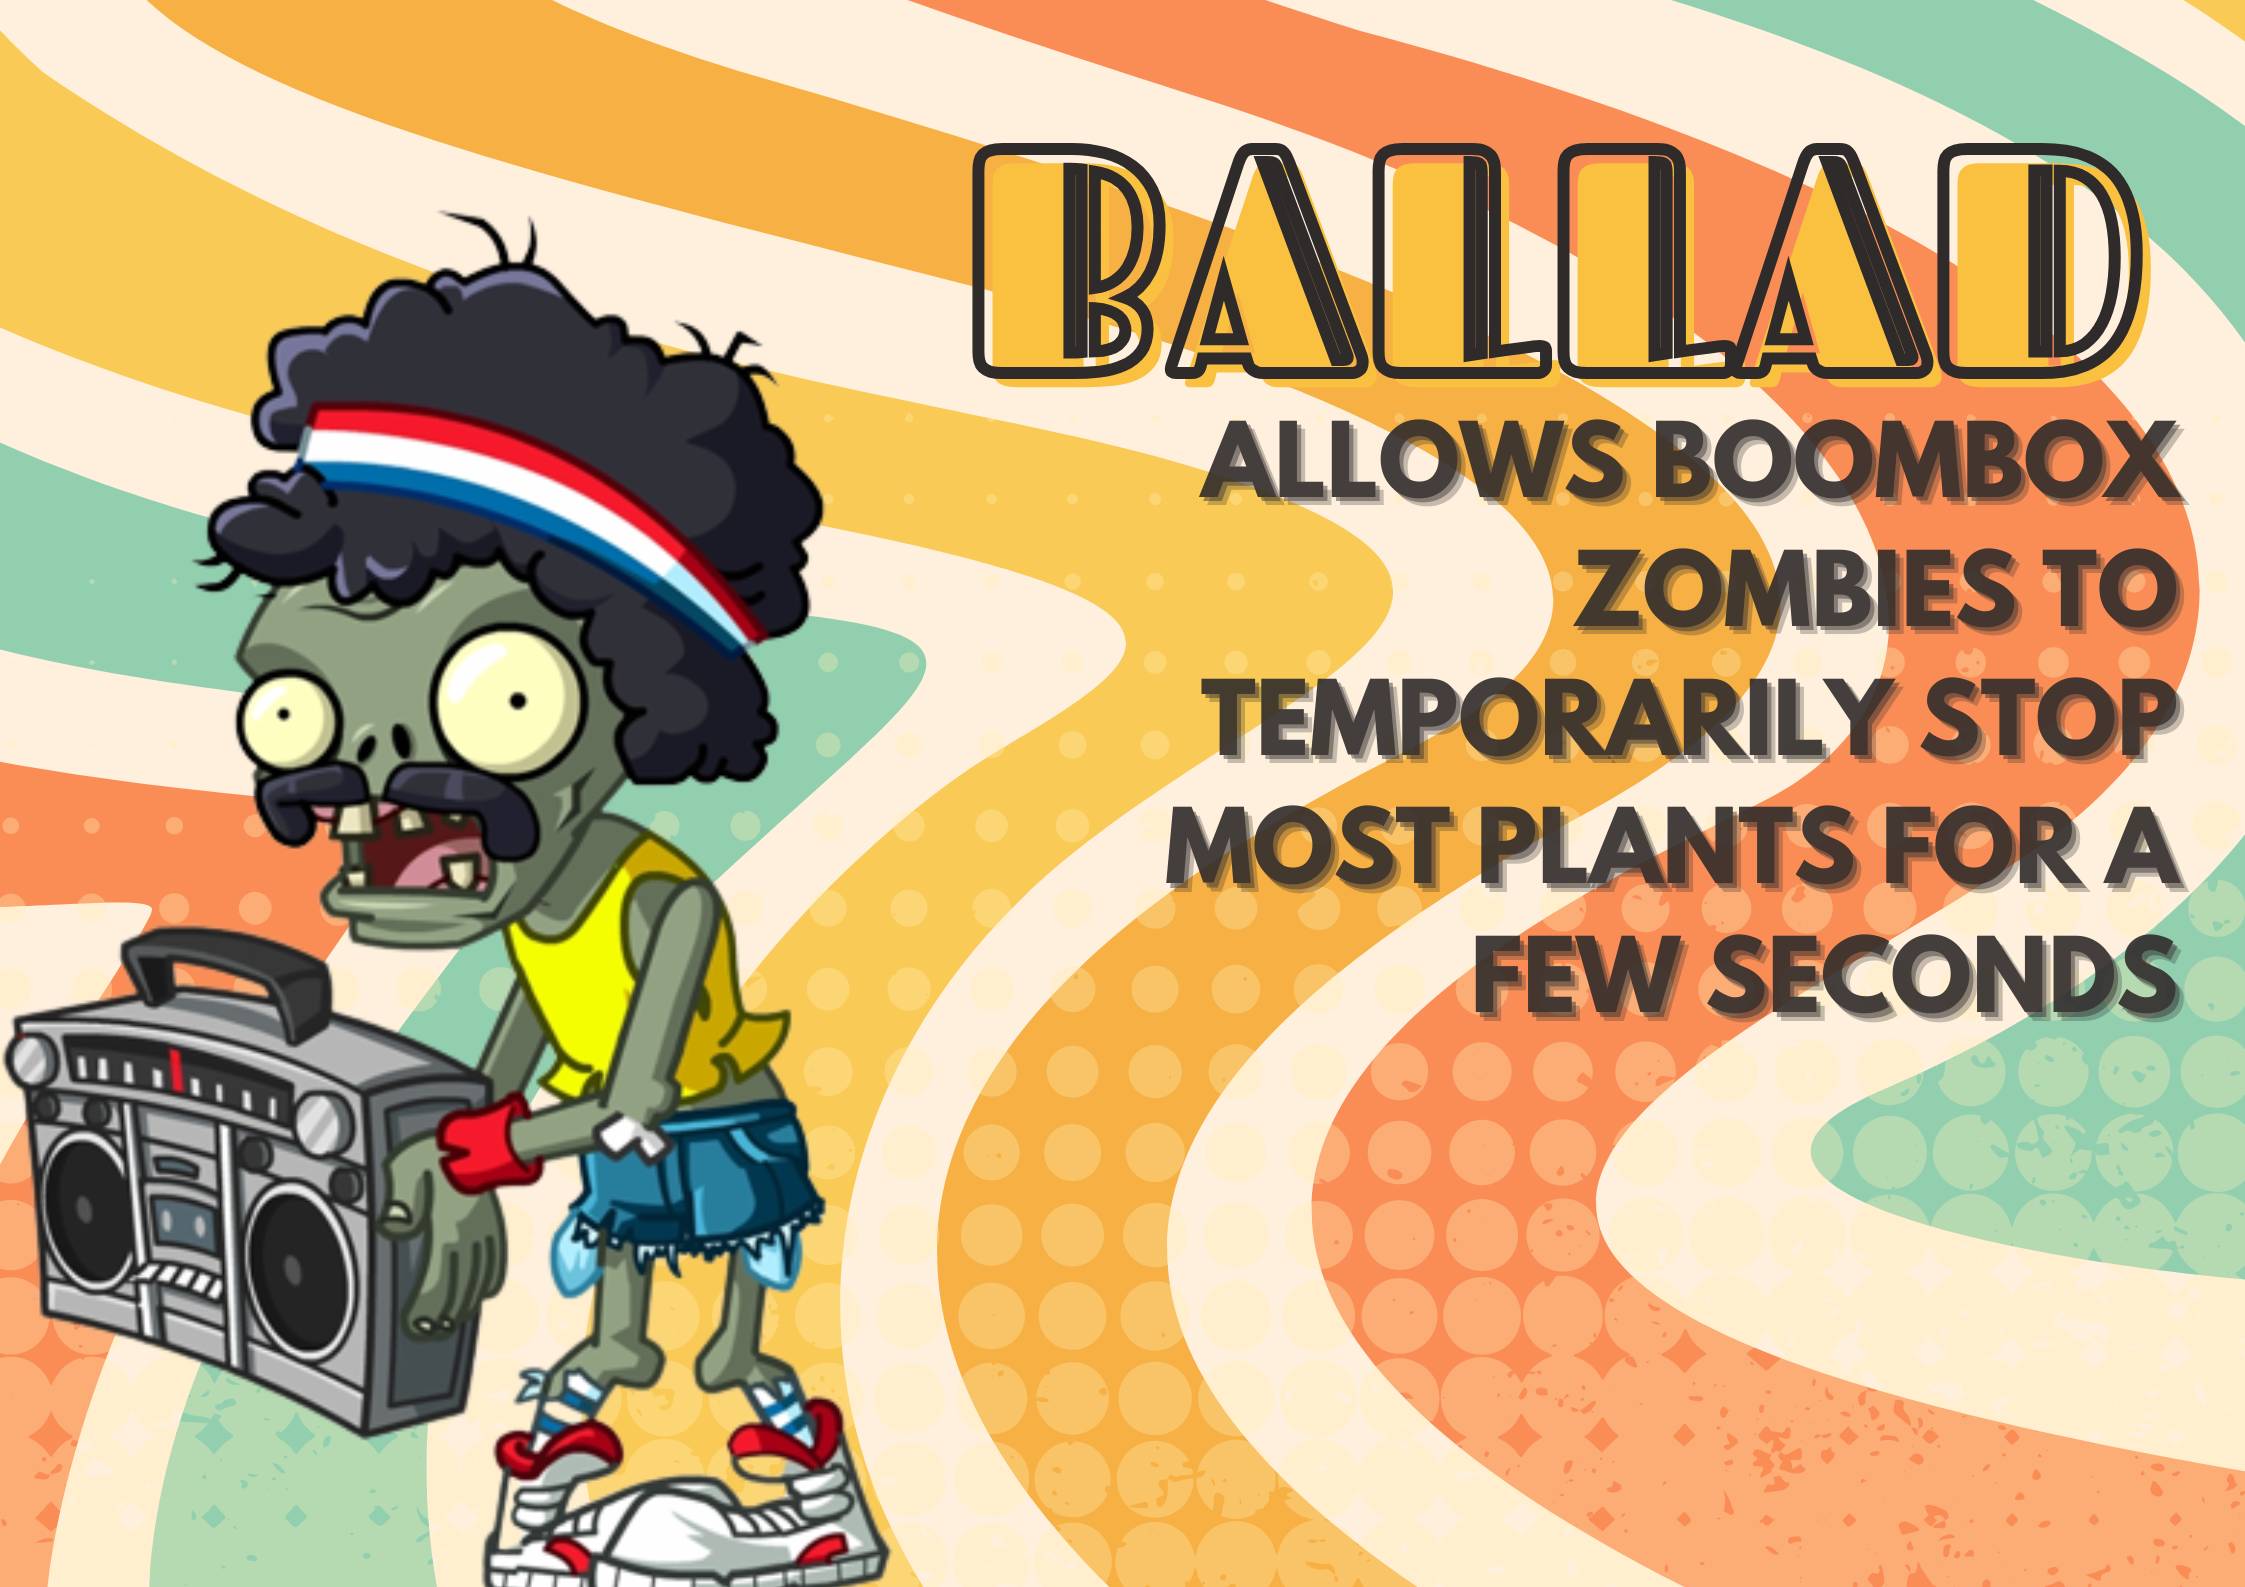 BALLAD
ALLOWS BOOMBOX
ZOMBIES TO
TEMPORARILY STOP
MOST PLANTS FOR A
FEW SECONDS